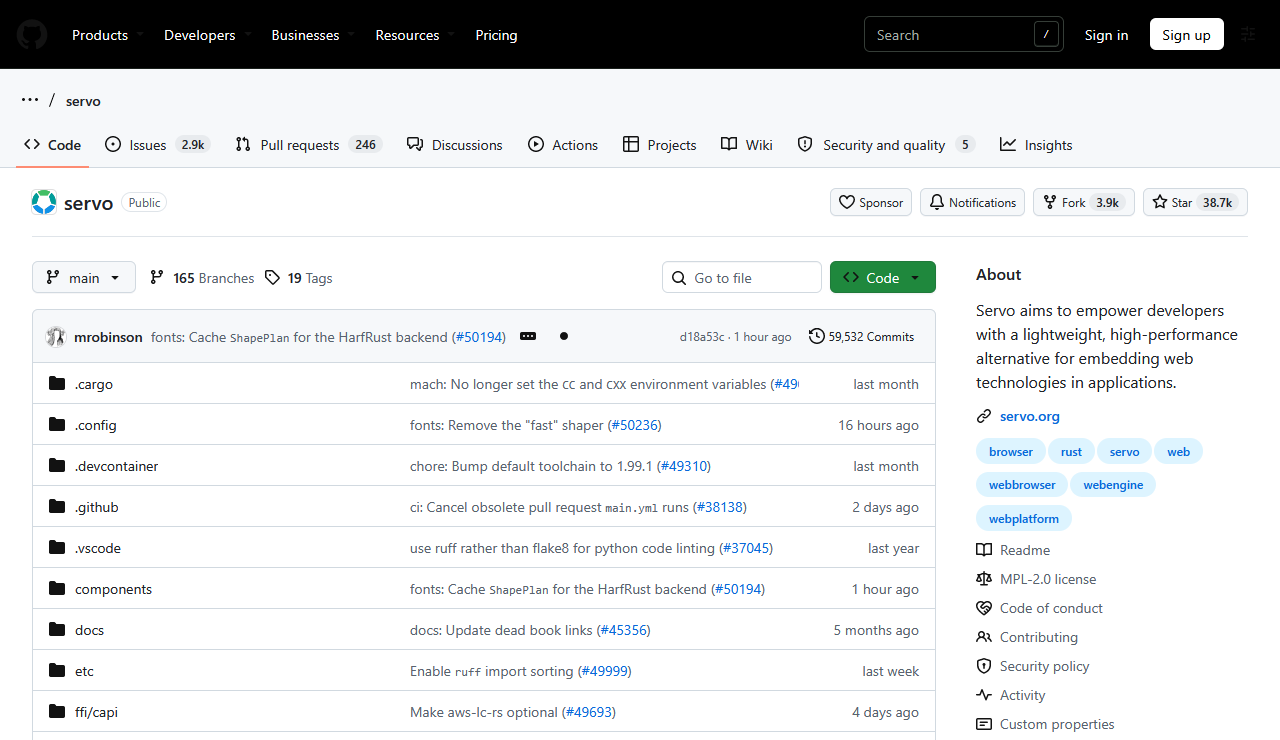 Products Developers Businesses Resources Pricing Search / Sign in Sign up
... / servo
Code Issues 2.9k Pull requests 246 Discussions Actions Projects Wiki Security and quality 5 Insights
servo Public Sponsor Notifications Fork 3.9k Star 38.7k
main 165 Branches 19 Tags Go to file Code
mrobinson fonts: Cache ShapePlan for the HarfRust backend (#50194) d18a53c · 1 hour ago 59,532 Commits
.cargo mach: No longer set the CC and CXX environment variables (#49 last month
.config fonts: Remove the "fast" shaper (#50236) 16 hours ago
.devcontainer chore: Bump default toolchain to 1.99.1 (#49310) last month
.github ci: Cancel obsolete pull request main.yml runs (#38138) 2 days ago
.vscode use ruff rather than flake8 for python code linting (#37045) last year
components fonts: Cache ShapePlan for the HarfRust backend (#50194) 1 hour ago
docs docs: Update dead book links (#45356) 5 months ago
etc Enable ruff import sorting (#49999) last week
ffi/capi Make aws-lc-rs optional (#49693) 4 days ago
About
Servo aims to empower developers
with a lightweight, high-performance
alternative for embedding web
technologies in applications.
servo.org
browser rust servo web
webbrowser webengine
webplatform
Readme
MPL-2.0 license
Code of conduct
Contributing
Security policy
Activity
Custom properties